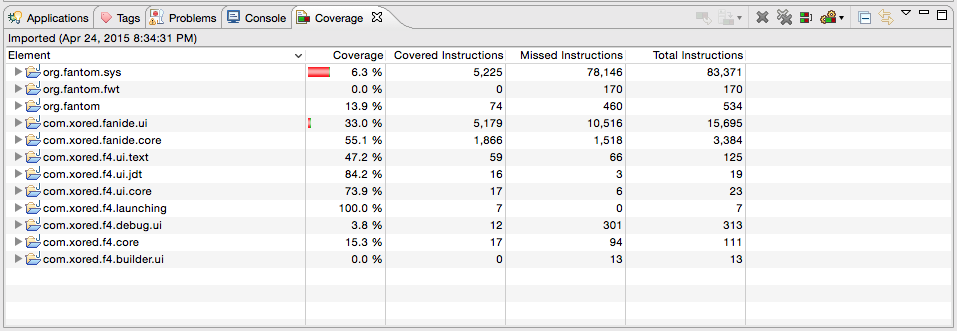 Applications Tags Problems Console Coverage
Imported (Apr 24, 2015 8:34:31 PM)
Element Coverage Covered Instructions Missed Instructions Total Instructions
org.fantom.sys 6.3 % 5,225 78,146 83,371
org.fantom.fwt 0.0 % 0 170 170
org.fantom 13.9 % 74 460 534
com.xored.fanide.ui 33.0 % 5,179 10,516 15,695
com.xored.fanide.core 55.1 % 1,866 1,518 3,384
com.xored.f4.ui.text 47.2 % 59 66 125
com.xored.f4.ui.jdt 84.2 % 16 3 19
com.xored.f4.ui.core 73.9 % 17 6 23
com.xored.f4.launching 100.0 % 7 0 7
com.xored.f4.debug.ui 3.8 % 12 301 313
com.xored.f4.core 15.3 % 17 94 111
com.xored.f4.builder.ui 0.0 % 0 13 13